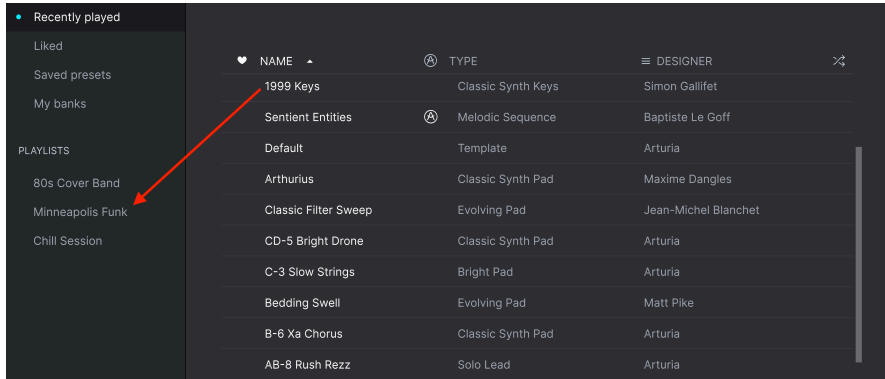 Recently played
Liked
Saved presets
My banks
PLAYLISTS
80s Cover Band
Minneapolis Funk
Chill Session
NAME TYPE DESIGNER
1999 Keys Classic Synth Keys Simon Gallifet
Sentient Entities Melodic Sequence Baptiste Le Goff
Default Template Arturia
Arthurius Classic Synth Pad Maxime Dangles
Classic Filter Sweep Evolving Pad Jean-Michel Blanchet
CD-5 Bright Drone Classic Synth Pad Arturia
C-3 Slow Strings Bright Pad Arturia
Bedding Swell Evolving Pad Matt Pike
B-6 Xa Chorus Classic Synth Pad Arturia
AB-8 Rush Rezz Solo Lead Arturia